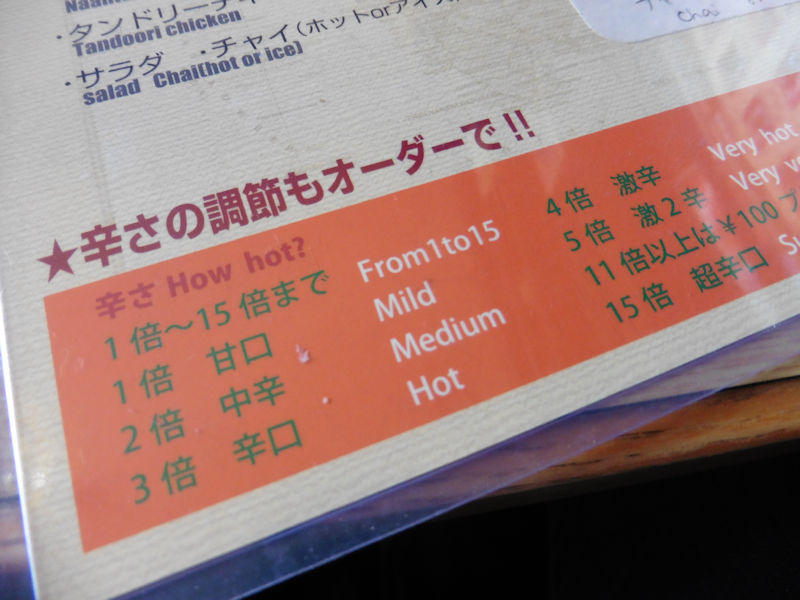 ・タンドリーチキ
Tandoori chicken
・サラダ ・チャイ(ホットorアイス
salad Chai(hot or ice)
chai
★辛さの調節もオーダーで!!
辛さ How hot?
1倍～15倍まで From1to15
1倍 甘口 Mild
2倍 中辛 Medium
3倍 辛口 Hot
4倍 激辛 Very hot
5倍 激2辛 Very
11倍以上は￥100
15倍 超辛口